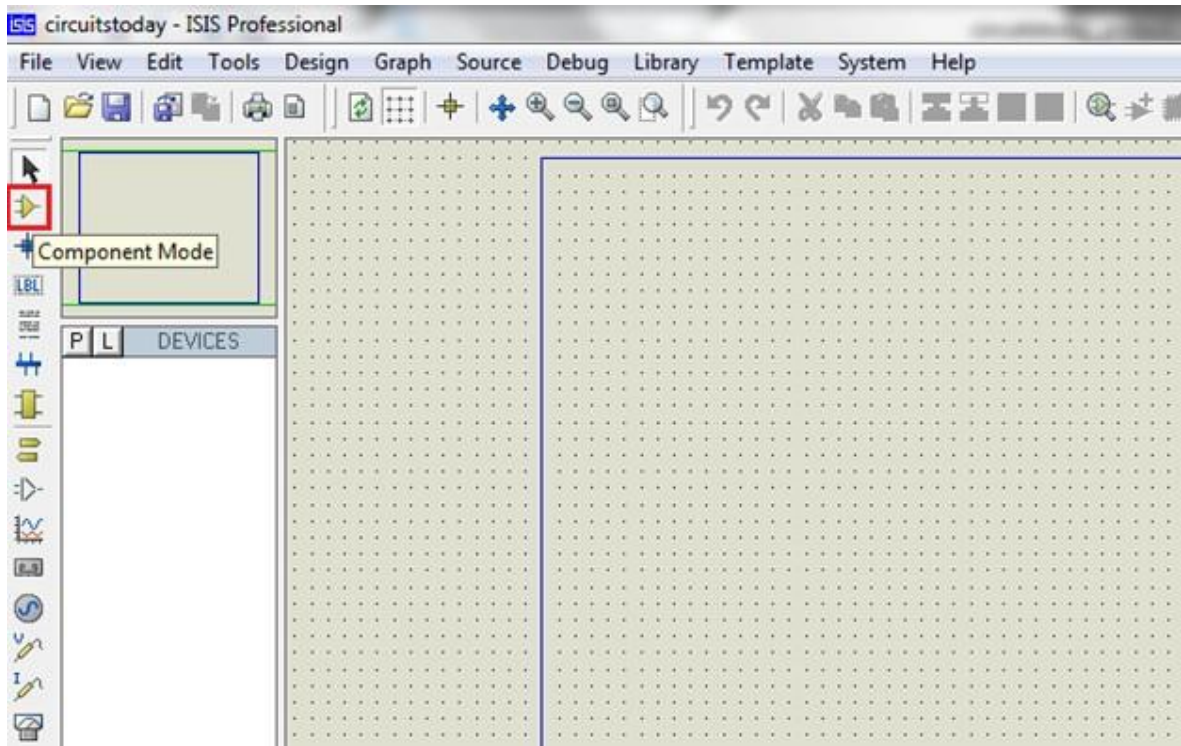 ISIS circuitstoday - ISIS Professional
File View Edit Tools Design Graph Source Debug Library Template System Help
Component Mode
LBL
P L DEVICES
V
I